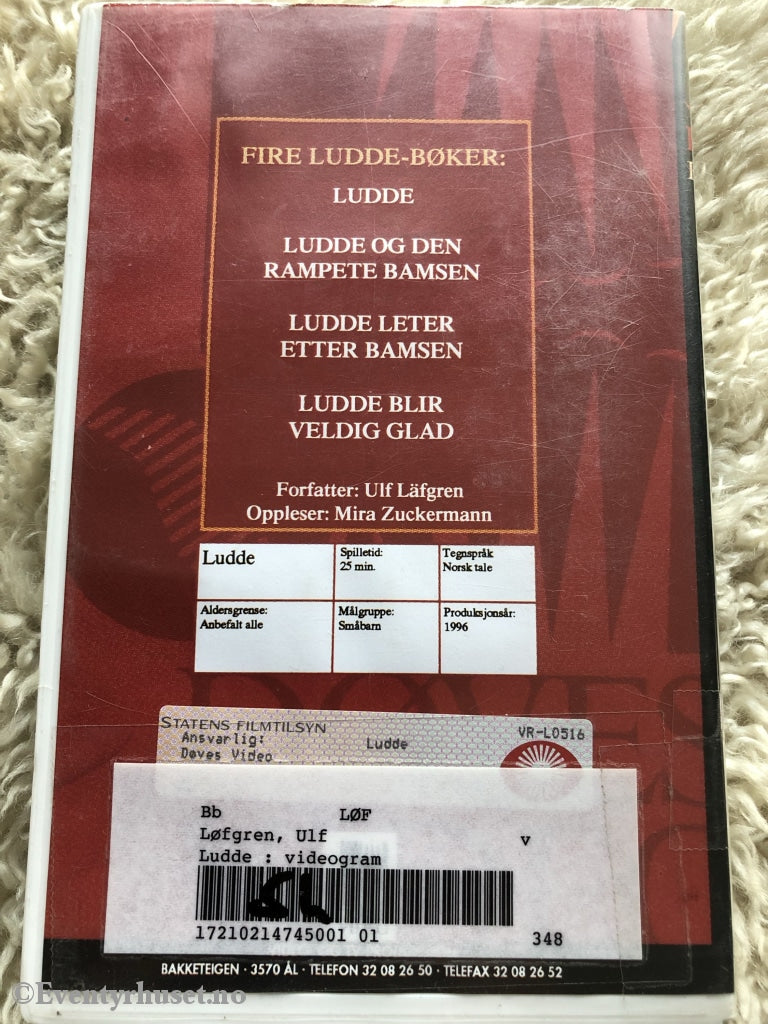 FIRE LUDDE-BØKER:
LUDDE
LUDDE OG DEN
RAMPETE BAMSEN
LUDDE LETER
ETTER BAMSEN
LUDDE BLIR
VELDIG GLAD
Forfatter: Ulf Läfgren
Oppleser: Mira Zuckermann
Ludde
Spilletid:
25 min.
Tegnspråk
Norsk tale
Aldersgrense:
Anbefalt alle
Målgruppe:
Småbarn
Produksjonsår:
1996
DØVES
STATENS FILMTILSYN
VR-L0516
Ansvarlig:
Ludde
Døves Video
Bb LØF
Løfgren, Ulf v
Ludde : videogram
17210214745001 01 348
BAKKETEIGEN · 3570 ÅL · TELEFON 32 08 26 50 · TELEFAX 32 08 26 52
©Eventyrhuset.no